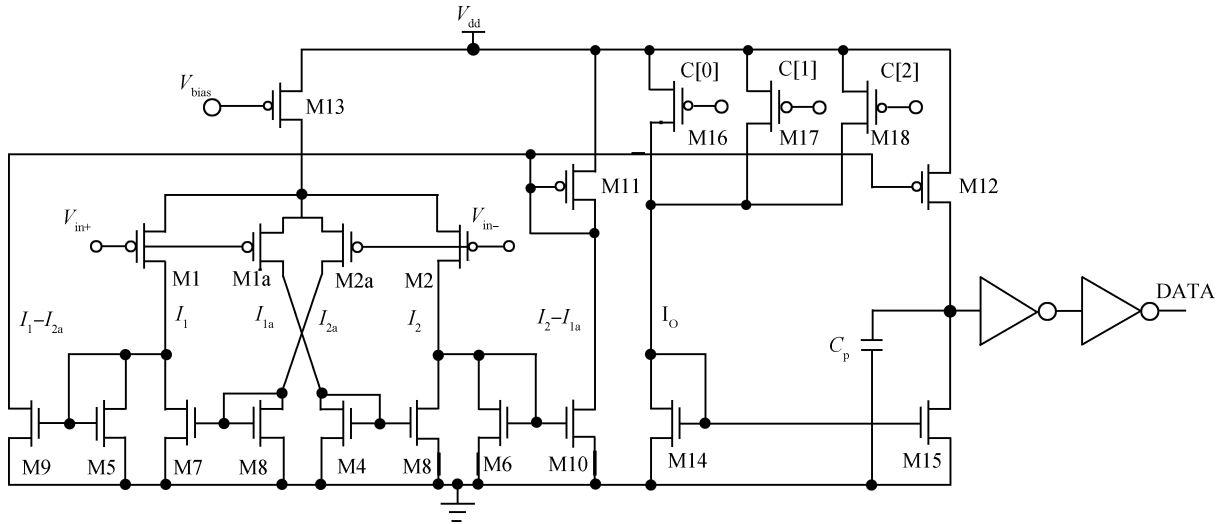 Vdd
C[0]
C[1]
C[2]
Vbias
M13
M16
M17
M18
M11
M12
Vin+
Vin−
M1
M1a
M2a
M2
I1−I2a
I1
I1a
I2a
I2
I2−I1a
IO
Cp
DATA
M9
M5
M7
M8
M4
M8
M6
M10
M14
M15